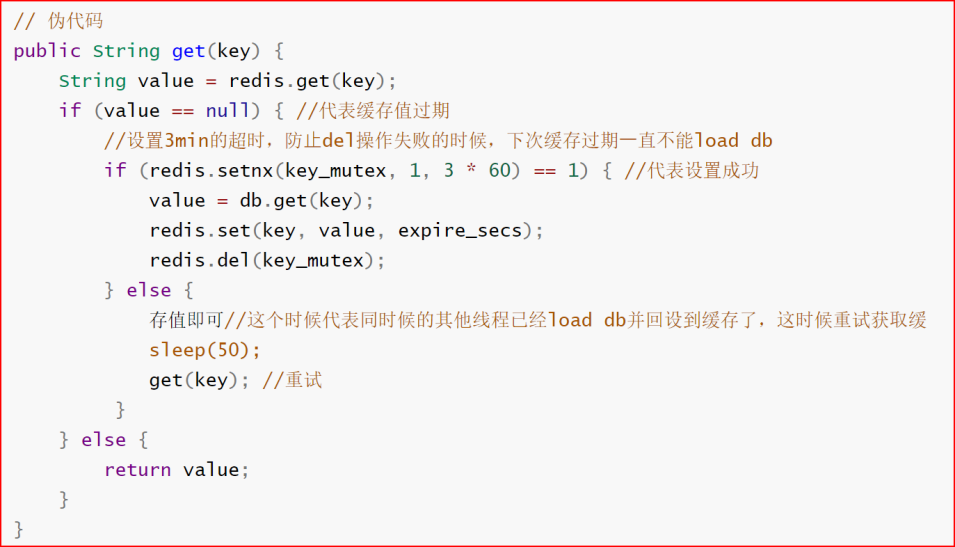 // 伪代码
public String get(key) {
    String value = redis.get(key);
    if (value == null) { //代表缓存值过期
        //设置3min的超时，防止del操作失败的时候，下次缓存过期一直不能load db
        if (redis.setnx(key_mutex, 1, 3 * 60) == 1) { //代表设置成功
            value = db.get(key);
            redis.set(key, value, expire_secs);
            redis.del(key_mutex);
        } else {
            存值即可//这个时候代表同时候的其他线程已经load db并回设到缓存了，这时候重试获取缓
            sleep(50);
            get(key); //重试
         }
    } else {
        return value;
    }
}